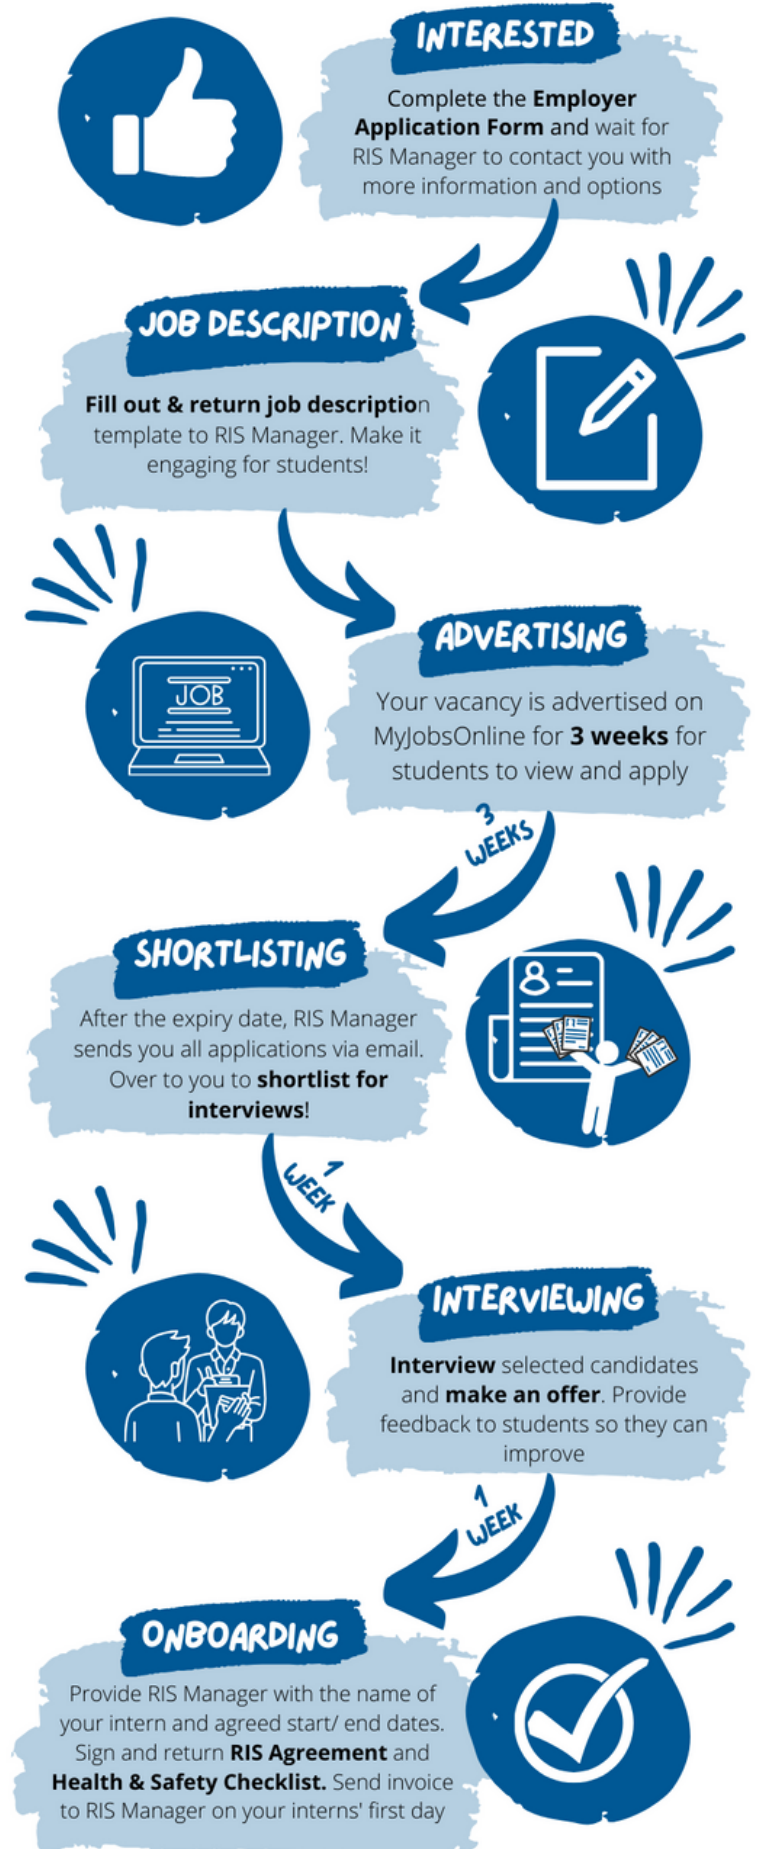 INTERESTED
Complete the Employer
Application Form and wait for
RIS Manager to contact you with
more information and options
JOB DESCRIPTION
Fill out & return job description
template to RIS Manager. Make it
engaging for students!
JOB
ADVERTISING
Your vacancy is advertised on
MyJobsOnline for 3 weeks for
students to view and apply
3
WEEKS
SHORTLISTING
After the expiry date, RIS Manager
sends you all applications via email.
Over to you to shortlist for
interviews!
1
WEEK
INTERVIEWING
Interview selected candidates
and make an offer. Provide
feedback to students so they can
improve
1
WEEK
ONBOARDING
Provide RIS Manager with the name of
your intern and agreed start/ end dates.
Sign and return RIS Agreement and
Health & Safety Checklist. Send invoice
to RIS Manager on your interns' first day